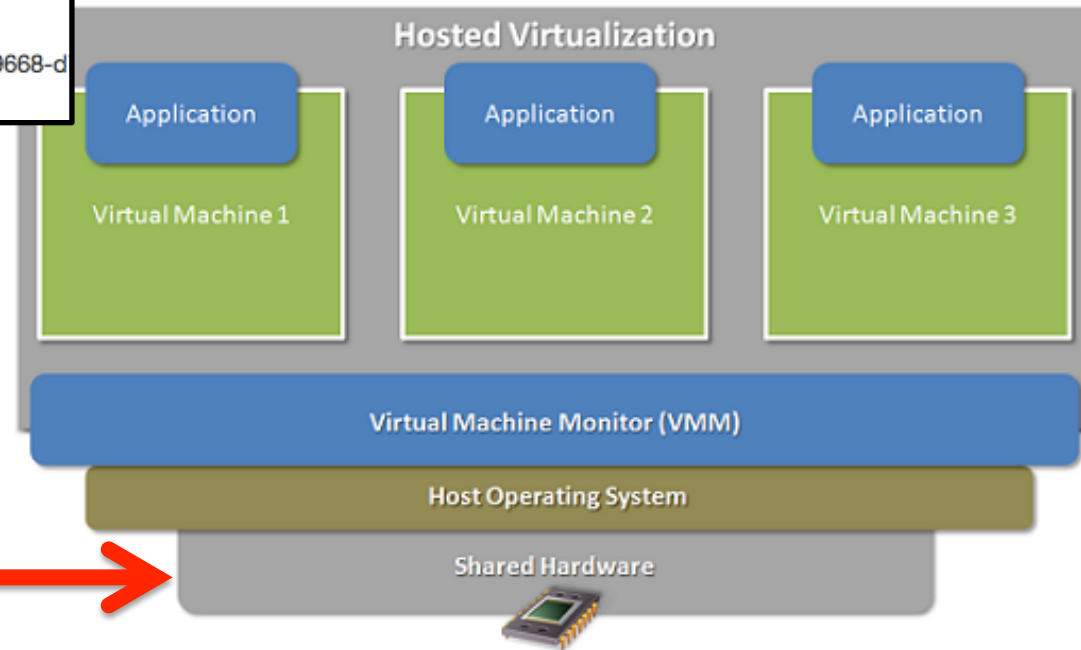 Hosted Virtualization
9668-d
Application
Application
Application
Virtual Machine 1
Virtual Machine 2
Virtual Machine 3
Virtual Machine Monitor (VMM)
Host Operating System
Shared Hardware